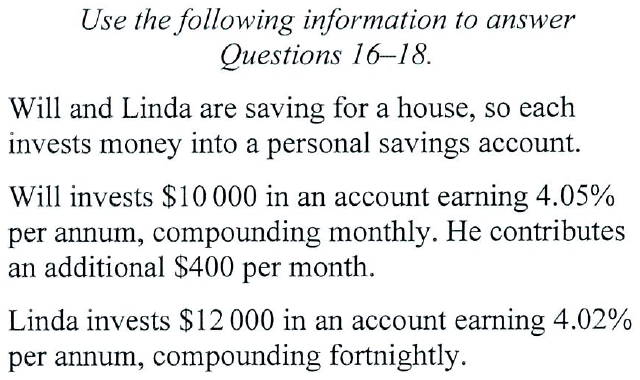 Use the following information to answer
Questions 16–18.
Will and Linda are saving for a house, so each
invests money into a personal savings account.
Will invests $10 000 in an account earning 4.05%
per annum, compounding monthly. He contributes
an additional $400 per month.
Linda invests $12 000 in an account earning 4.02%
per annum, compounding fortnightly.